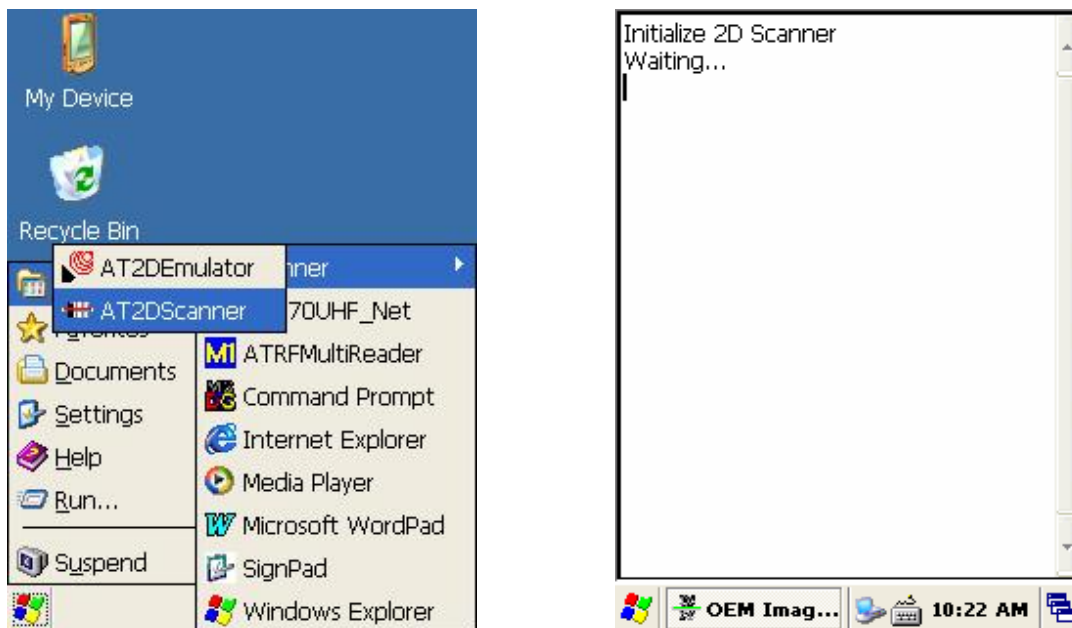 My Device
Recycle Bin
AT2DEmulator
AT2DScanner
Documents
Settings
Help
Run...
Suspend
70UHF_Net
ATRFMultiReader
Command Prompt
Internet Explorer
Media Player
Microsoft WordPad
SignPad
Windows Explorer
Initialize 2D Scanner
Waiting...
OEM Imag...
10:22 AM